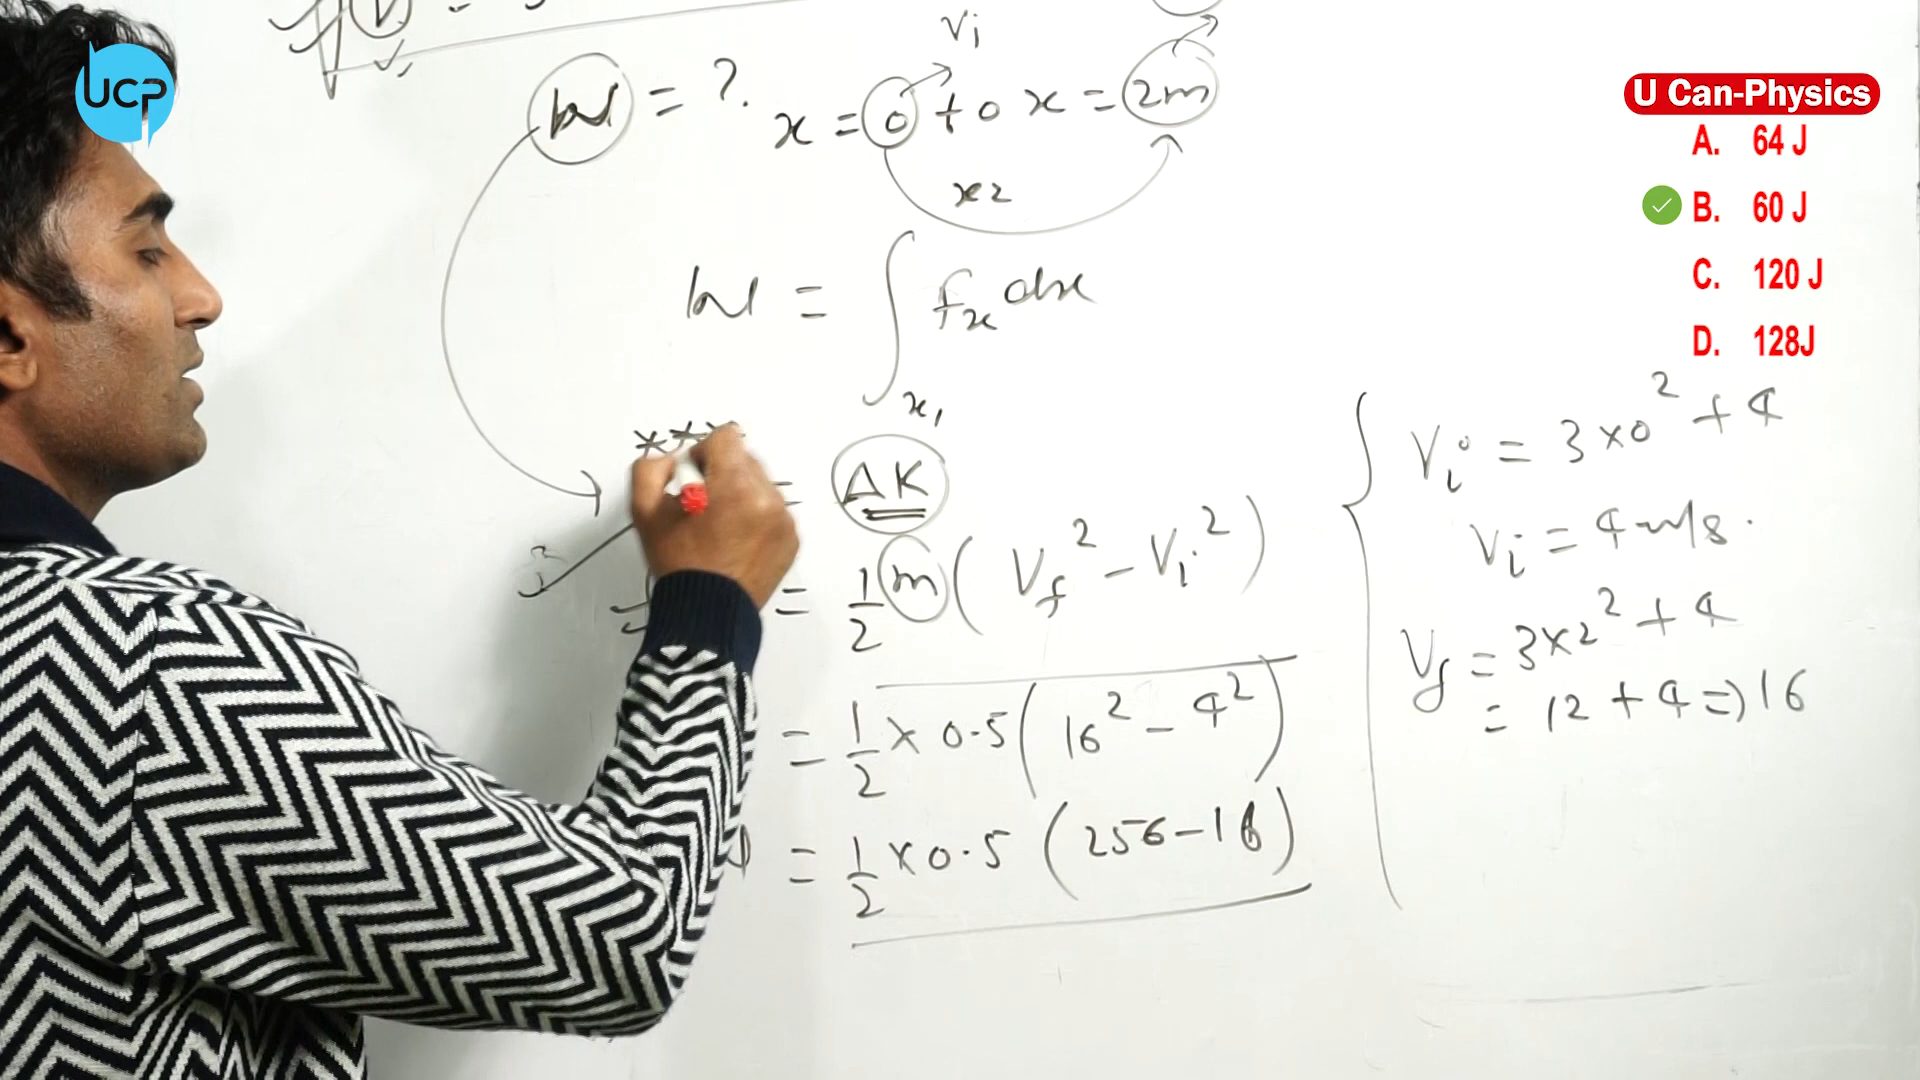 UCP
U Can-Physics
A. 64 J
B. 60 J
C. 120 J
D. 128J
Vi
W = ?. x = 0 to x = 2m
x2
W = ∫ Fx dx
x1
***
= ΔK
= 1/2 m ( Vf² - Vi² )
= 1/2 × 0.5 ( 16² - 4² )
= 1/2 × 0.5 ( 256 - 16 )
Vi = 3×0² + 4
Vi = 4 m/s.
Vf = 3×2² + 4
= 12 + 4 => 16